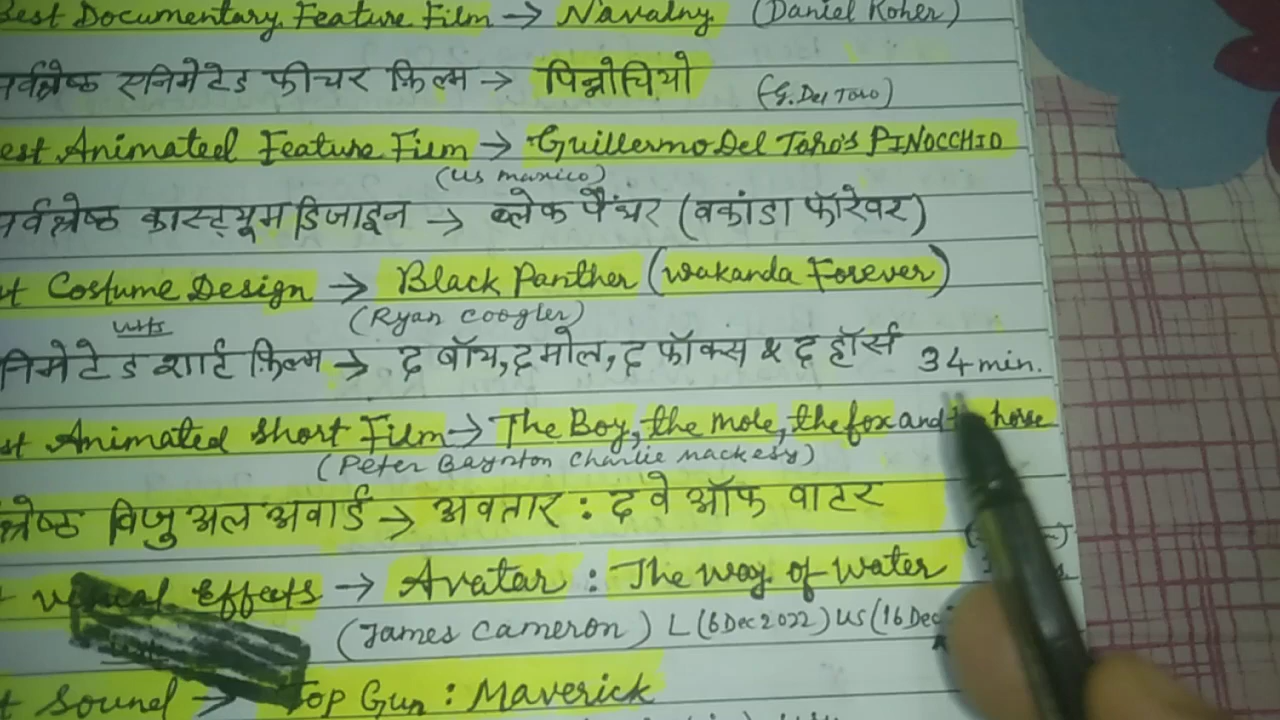 Best Documentary Feature Film → Navalny (Daniel Roher)
र्वश्रेष्ठ एनिमेटेड फीचर फ़िल्म → पिन्नोचियो (G. Del Toro)
est Animated Feature Film → Guillermo Del Toro's PINOCCHIO
(US maxico)
र्वश्रेष्ठ कास्ट्यूम डिजाइन → ब्लेक पैंथर (वकांडा फॉरेवर)
t Costume Design → Black Panther (Wakanda Forever)
(Ryan Coogler)
निमेटेड शार्ट फ़िल्म → द बॉय, द मोल, द फॉक्स & द हॉर्स 34 min.
st Animated Short Film → The Boy, the mole, the fox and horse
(Peter Baynton Charlie Mackesy)
श्रेष्ठ विजुअल अवार्ड → अवतार : द वे ऑफ वाटर
Effects → Avatar : The way of water
(James Cameron) L (6 Dec 2022) US (16 Dec
t Sound → Top Gun : Maverick